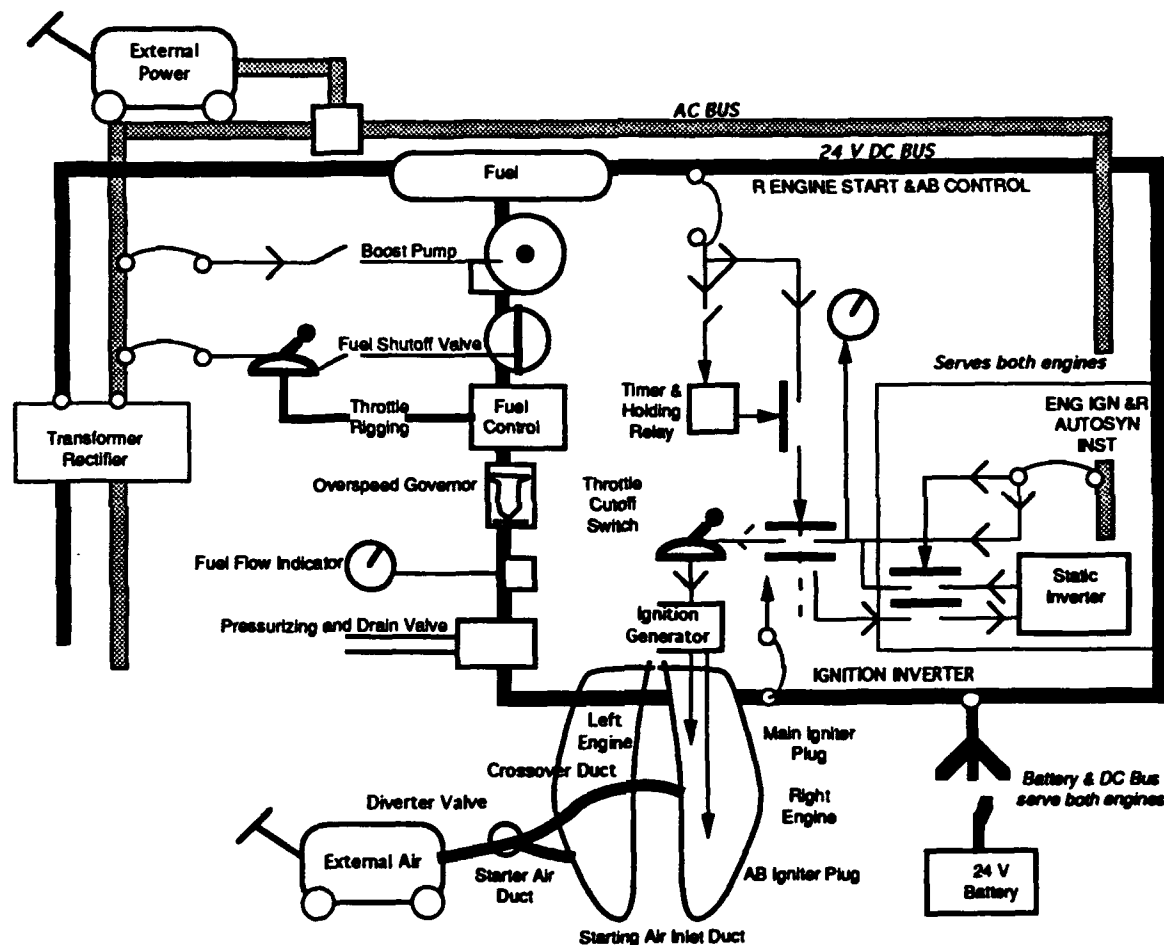 External
Power
AC BUS
24 V DC BUS
Fuel
R ENGINE START &AB CONTROL
Boost Pump
Fuel Shutoff Valve
Serves both engines
Timer &
Holding
Relay
ENG IGN &R
AUTOSYN
INST
Throttle
Rigging
Fuel
Control
Transformer
Rectifier
Overspeed Governor
Throttle
Cutoff
Switch
Fuel Flow Indicator
Static
Inverter
Pressurizing and Drain Valve
Ignition
Generator
IGNITION INVERTER
Left
Engine
Main Igniter
Plug
Crossover Duct
Battery & DC Bus
serve both engines
Diverter Valve
Right
Engine
External Air
Starter Air
Duct
AB Igniter Plug
24 V
Battery
Starting Air Inlet Duct